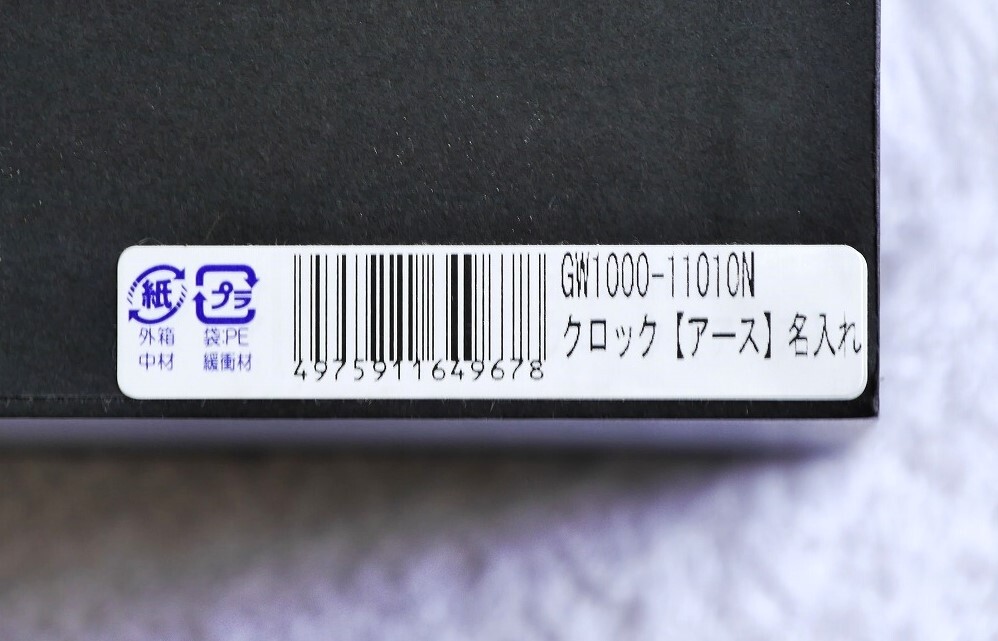 紙
外箱
中材
プラ
袋:PE
緩衝材
4975911649678
GW1000-11010N
クロック【アース】名入れ